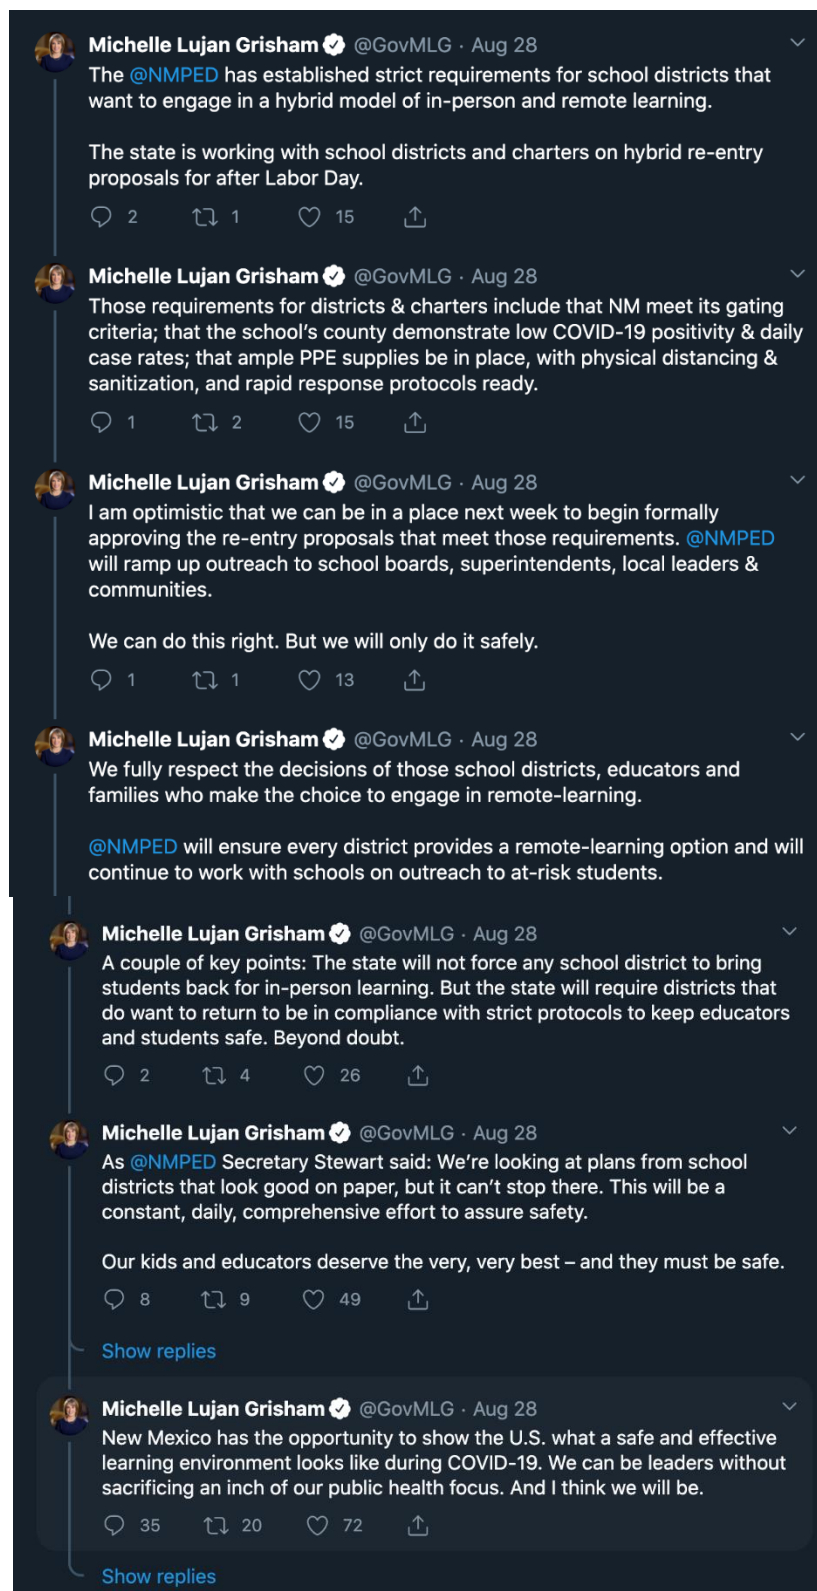 Michelle Lujan Grisham @GovMLG · Aug 28
The @NMPED has established strict requirements for school districts that
want to engage in a hybrid model of in-person and remote learning.
The state is working with school districts and charters on hybrid re-entry
proposals for after Labor Day.
2 1 15
Michelle Lujan Grisham @GovMLG · Aug 28
Those requirements for districts & charters include that NM meet its gating
criteria; that the school's county demonstrate low COVID-19 positivity & daily
case rates; that ample PPE supplies be in place, with physical distancing &
sanitization, and rapid response protocols ready.
1 2 15
Michelle Lujan Grisham @GovMLG · Aug 28
I am optimistic that we can be in a place next week to begin formally
approving the re-entry proposals that meet those requirements. @NMPED
will ramp up outreach to school boards, superintendents, local leaders &
communities.
We can do this right. But we will only do it safely.
1 1 13
Michelle Lujan Grisham @GovMLG · Aug 28
We fully respect the decisions of those school districts, educators and
families who make the choice to engage in remote-learning.
@NMPED will ensure every district provides a remote-learning option and will
continue to work with schools on outreach to at-risk students.
Michelle Lujan Grisham @GovMLG · Aug 28
A couple of key points: The state will not force any school district to bring
students back for in-person learning. But the state will require districts that
do want to return to be in compliance with strict protocols to keep educators
and students safe. Beyond doubt.
2 4 26
Michelle Lujan Grisham @GovMLG · Aug 28
As @NMPED Secretary Stewart said: We're looking at plans from school
districts that look good on paper, but it can't stop there. This will be a
constant, daily, comprehensive effort to assure safety.
Our kids and educators deserve the very, very best – and they must be safe.
8 9 49
Show replies
Michelle Lujan Grisham @GovMLG · Aug 28
New Mexico has the opportunity to show the U.S. what a safe and effective
learning environment looks like during COVID-19. We can be leaders without
sacrificing an inch of our public health focus. And I think we will be.
35 20 72
Show replies